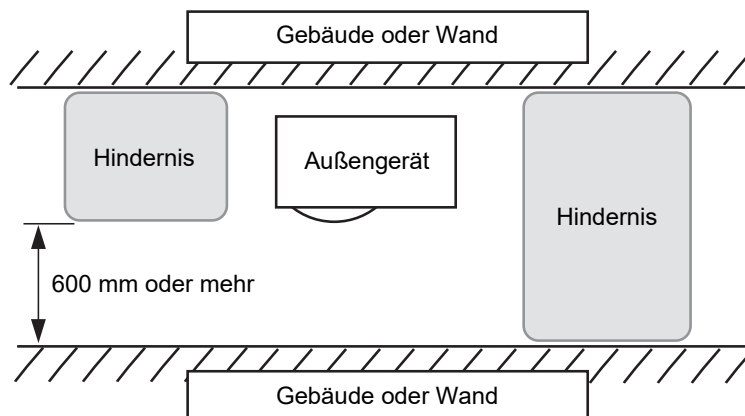 Gebäude oder Wand
Hindernis
Außengerät
Hindernis
600 mm oder mehr
Gebäude oder Wand